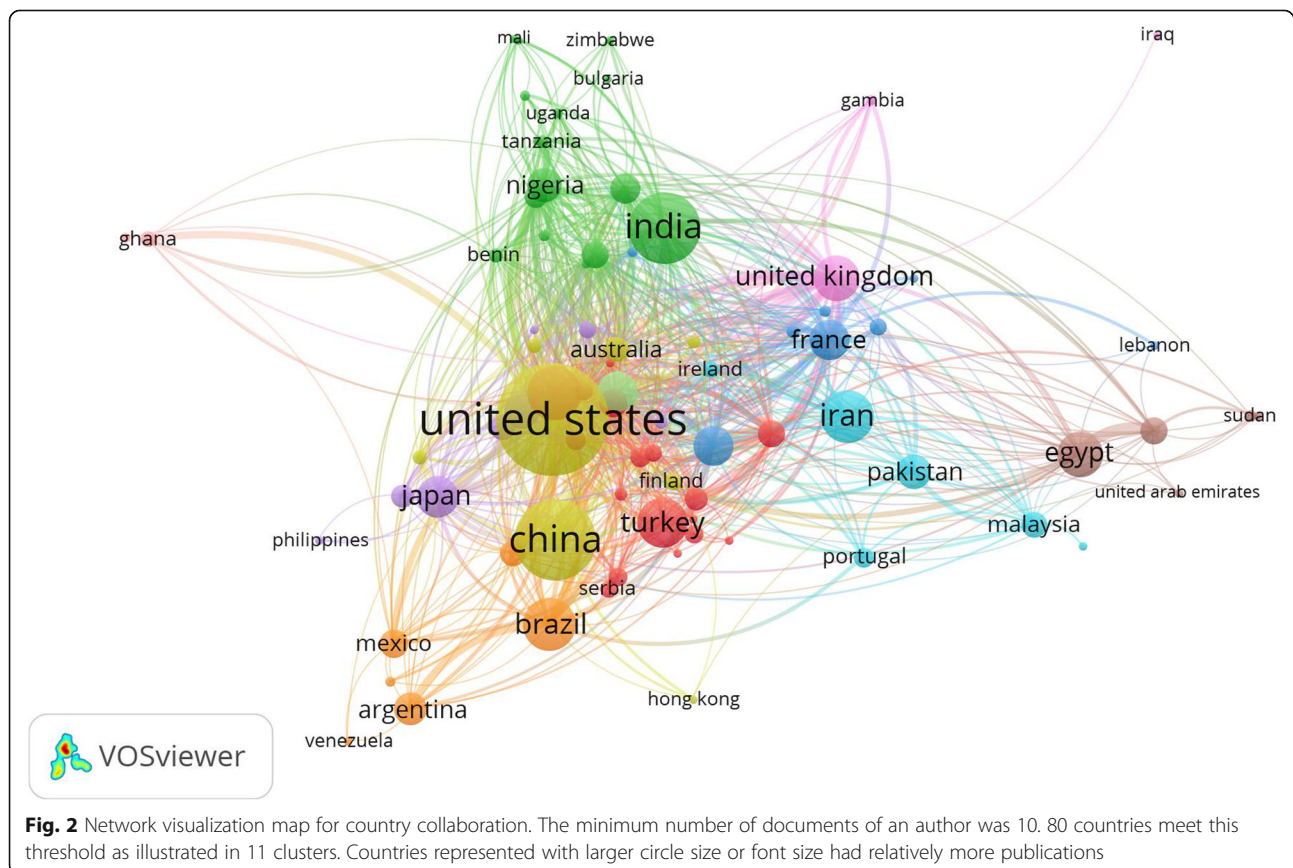 mali
zimbabwe
iraq
bulgaria
gambia
uganda
tanzania
nigeria
india
ghana
benin
united kingdom
france
lebanon
australia
ireland
united states
iran
sudan
egypt
pakistan
finland
united arab emirates
japan
china
turkey
malaysia
philippines
portugal
serbia
brazil
mexico
hong kong
argentina
venezuela
VOSviewer
Fig. 2 Network visualization map for country collaboration. The minimum number of documents of an author was 10. 80 countries meet this
threshold as illustrated in 11 clusters. Countries represented with larger circle size or font size had relatively more publications